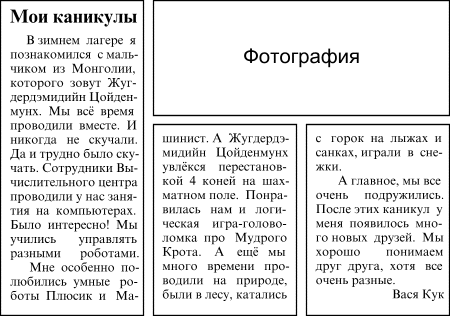 Мои каникулы
В зимнем лагере я
познакомился с маль-
чиком из Монголии,
которого зовут Жуг-
дердэмидийн Цойден-
мунх. Мы всё время
проводили вместе. И
никогда не скучали.
Да и трудно было ску-
чать. Сотрудники Вы-
числительного центра
проводили у нас заня-
тия на компьютерах.
Было интересно! Мы
учились управлять
разными роботами.
Мне особенно по-
любились умные ро-
боты Плюсик и Ма-
Фотография
шинист. А Жугдердэ-
мидийн Цойденмунх
увлёкся перестанов-
кой 4 коней на шах-
матном поле. Понра-
вилась нам и логи-
ческая игра-голово-
ломка про Мудрого
Крота. А ещё мы
много времени про-
водили на природе,
были в лесу, катались
с горок на лыжах и
санках, играли в сне-
жки.
А главное, мы все
очень подружились.
После этих каникул у
меня появилось мно-
го новых друзей. Мы
хорошо понимаем
друг друга, хотя все
очень разные.
Вася Кук